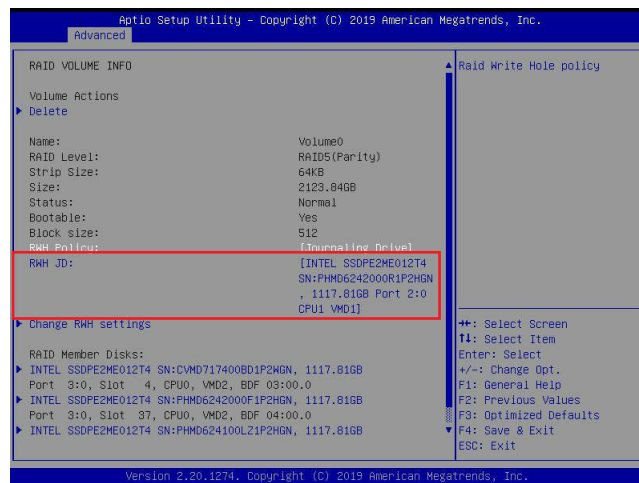 Aptio Setup Utility – Copyright (C) 2019 American Megatrends, Inc.
Advanced
RAID VOLUME INFO
Volume Actions
Delete
Name: Volume0
RAID Level: RAID5(Parity)
Strip Size: 64KB
Size: 2123.84GB
Status: Normal
Bootable: Yes
Block size: 512
RWH Policy: [Journaling Drive]
RWH JD: [INTEL SSDPE2ME012T4
SN:PHMD6242000R1P2HGN
, 1117.81GB Port 2:0
CPU1 VMD1]
Change RWH settings
RAID Member Disks:
INTEL SSDPE2ME012T4 SN:CVMD717400BD1P2WGN, 1117.81GB
Port 3:0, Slot 4, CPU0, VMD2, BDF 03:00.0
INTEL SSDPE2ME012T4 SN:PHMD6242000F1P2HGN, 1117.81GB
Port 3:0, Slot 37, CPU0, VMD2, BDF 04:00.0
INTEL SSDPE2ME012T4 SN:PHMD624100LZ1P2HGN, 1117.81GB
Raid Write Hole policy
→←: Select Screen
↑↓: Select Item
Enter: Select
+/-: Change Opt.
F1: General Help
F2: Previous Values
F3: Optimized Defaults
F4: Save & Exit
ESC: Exit
Version 2.20.1274. Copyright (C) 2019 American Megatrends, Inc.